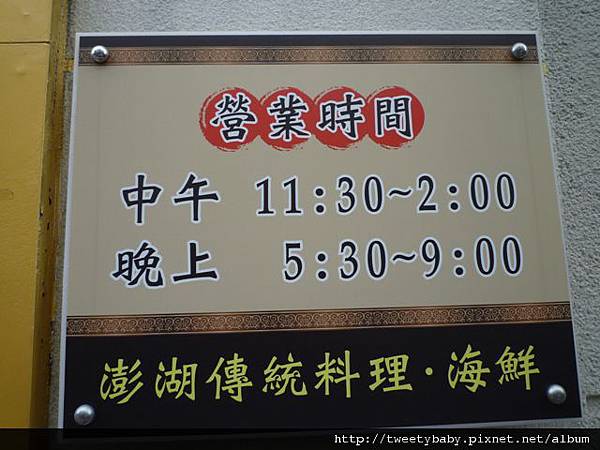 營業時間
中午 11:30~2:00
晚上 5:30~9:00
澎湖傳統料理·海鮮
http://tweetybaby.pixnet.net/album